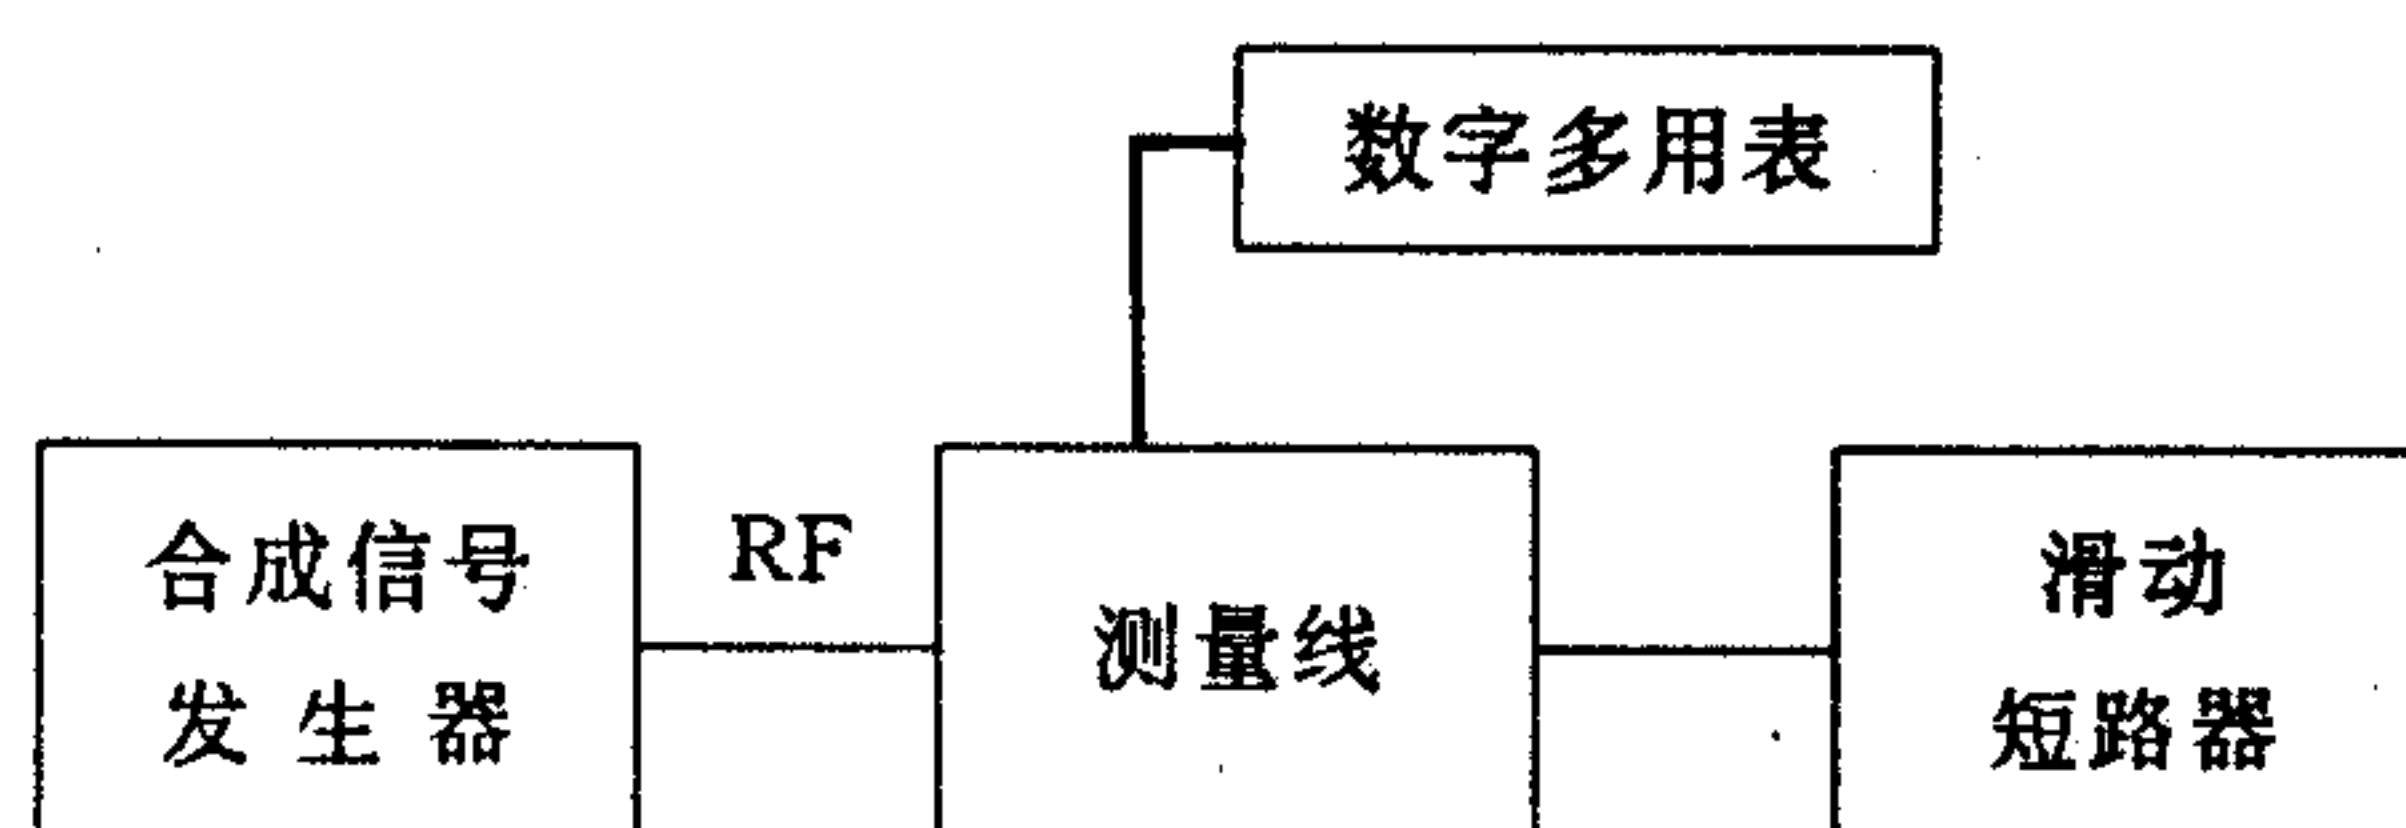 数字多用表
合成信号
发生器
RF
测量线
滑动
短路器